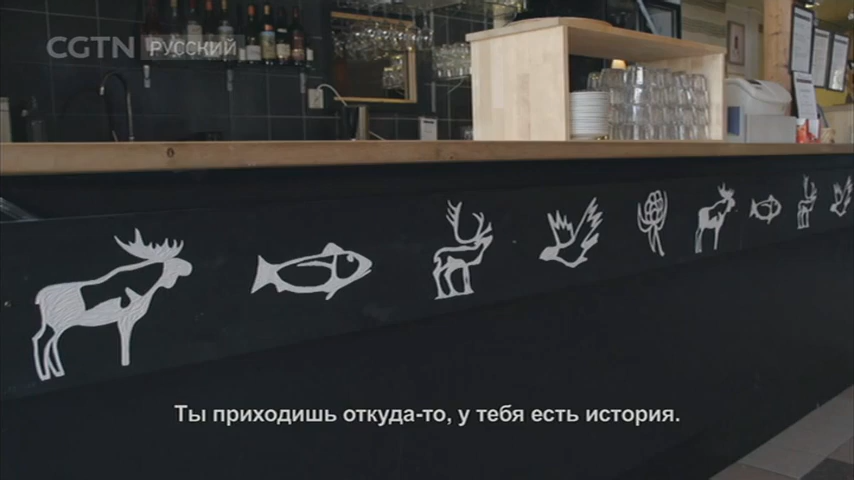 CGTN Русский
Ты приходишь откуда-то, у тебя есть история.